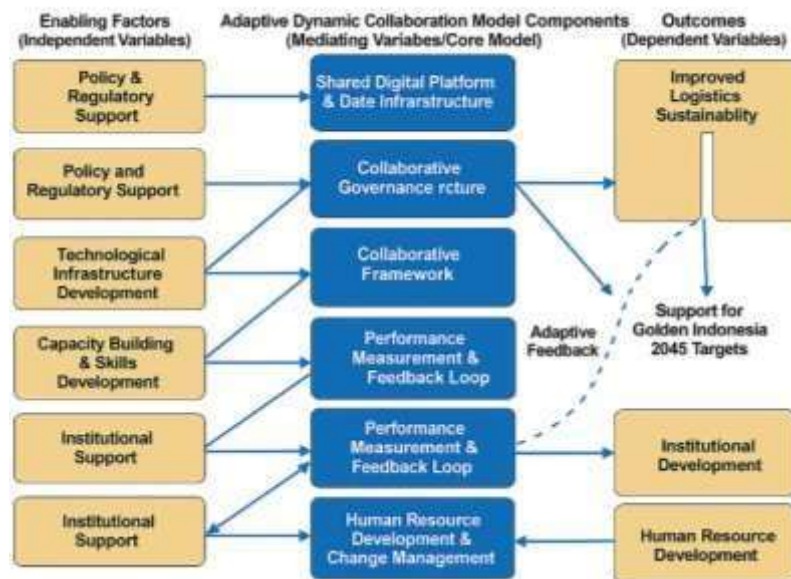 Enabling Factors
(Independent Variables)
Adaptive Dynamic Collaboration Model Components
(Mediating Variabes/Core Model)
Outcomes
(Dependent Variables)
Policy &
Regulatory
Support
Policy and
Regulatory Support
Technological
Infrastructure
Development
Capacity Building
& Skills
Development
Institutional
Support
Institutional
Support
Shared Digital Platform
& Date Infrarstructure
Collaborative
Governance rcture
Collaborative
Framework
Performance
Measurement &
Feedback Loop
Performance
Measurement &
Feedback Loop
Human Resource
Development &
Change Management
Adaptive
Feedback
Improved
Logistics
Sustainablity
Support for
Golden Indonesia
2045 Targets
Institutional
Development
Human Resource
Development